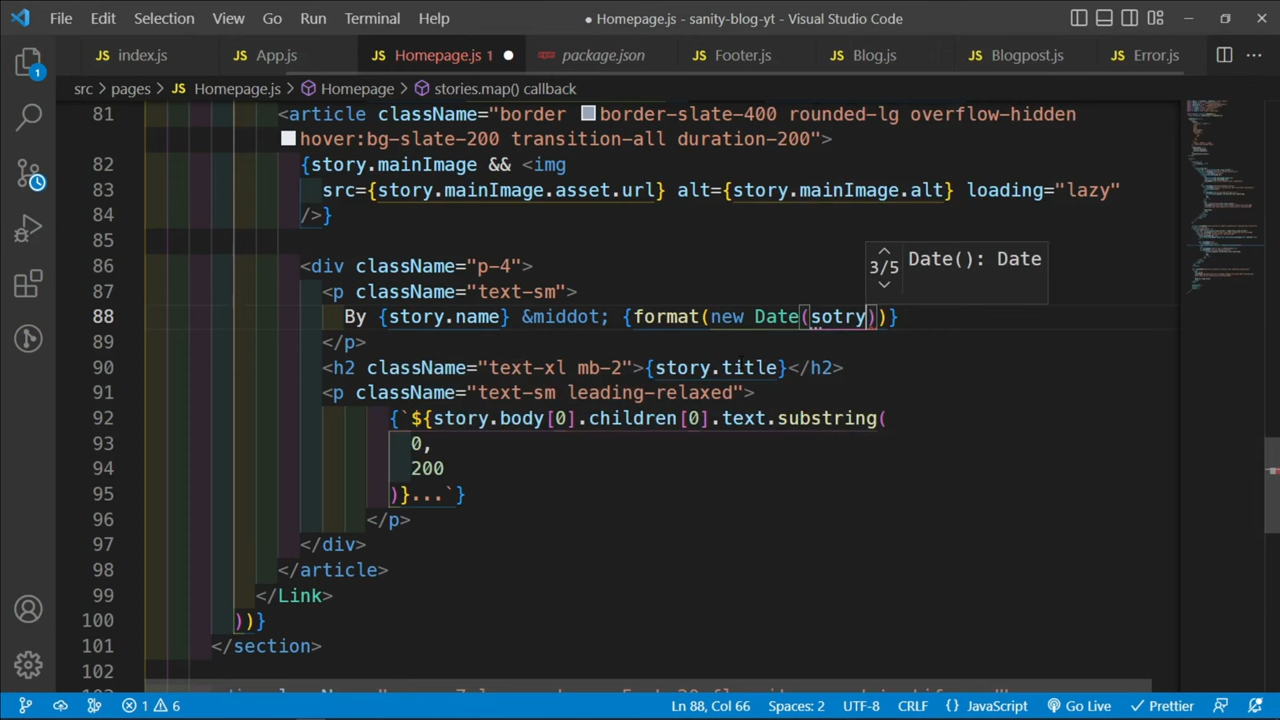 File Edit Selection View Go Run Terminal Help ● Homepage.js - sanity-blog-yt - Visual Studio Code
JS index.js JS App.js JS Homepage.js 1 ● package.json JS Footer.js JS Blog.js JS Blogpost.js JS Error.js ···
1 src > pages > JS Homepage.js > Homepage > stories.map() callback
81 <article className="border border-slate-400 rounded-lg overflow-hidden
hover:bg-slate-200 transition-all duration-200">
82 {story.mainImage && <img
83 src={story.mainImage.asset.url} alt={story.mainImage.alt} loading="lazy"
84 />}
85
86 <div className="p-4">
3/5 Date(): Date
87 <p className="text-sm">
88 By {story.name} &middot; {format(new Date(sotry))}
89 </p>
90 <h2 className="text-xl mb-2">{story.title}</h2>
91 <p className="text-sm leading-relaxed">
92 {`${story.body[0].children[0].text.substring(
93 0,
94 200
95 )}...`}
96 </p>
97 </div>
98 </article>
99 </Link>
100 ))}
101 </section>
102
1 6 Ln 88, Col 66 Spaces: 2 UTF-8 CRLF {} JavaScript Go Live Prettier